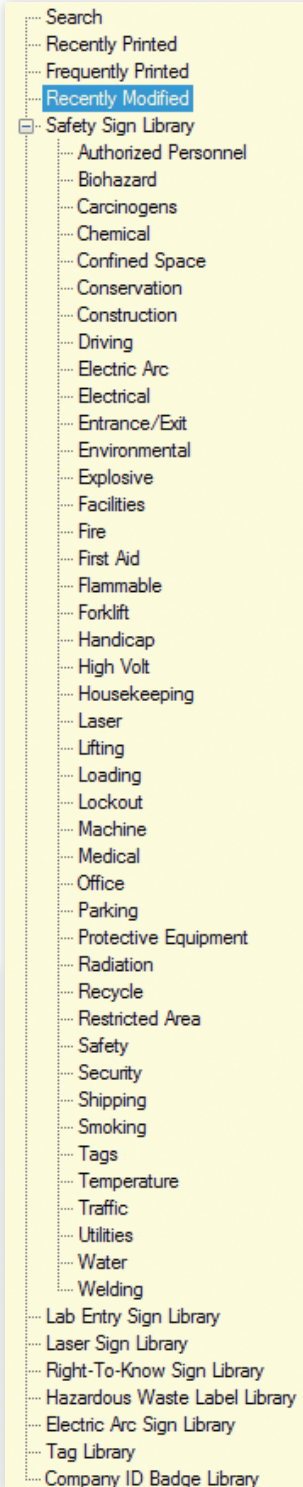 Search
Recently Printed
Frequently Printed
Recently Modified
Safety Sign Library
Authorized Personnel
Biohazard
Carcinogens
Chemical
Confined Space
Conservation
Construction
Driving
Electric Arc
Electrical
Entrance/Exit
Environmental
Explosive
Facilities
Fire
First Aid
Flammable
Forklift
Handicap
High Volt
Housekeeping
Laser
Lifting
Loading
Lockout
Machine
Medical
Office
Parking
Protective Equipment
Radiation
Recycle
Restricted Area
Safety
Security
Shipping
Smoking
Tags
Temperature
Traffic
Utilities
Water
Welding
Lab Entry Sign Library
Laser Sign Library
Right-To-Know Sign Library
Hazardous Waste Label Library
Electric Arc Sign Library
Tag Library
Company ID Badge Library